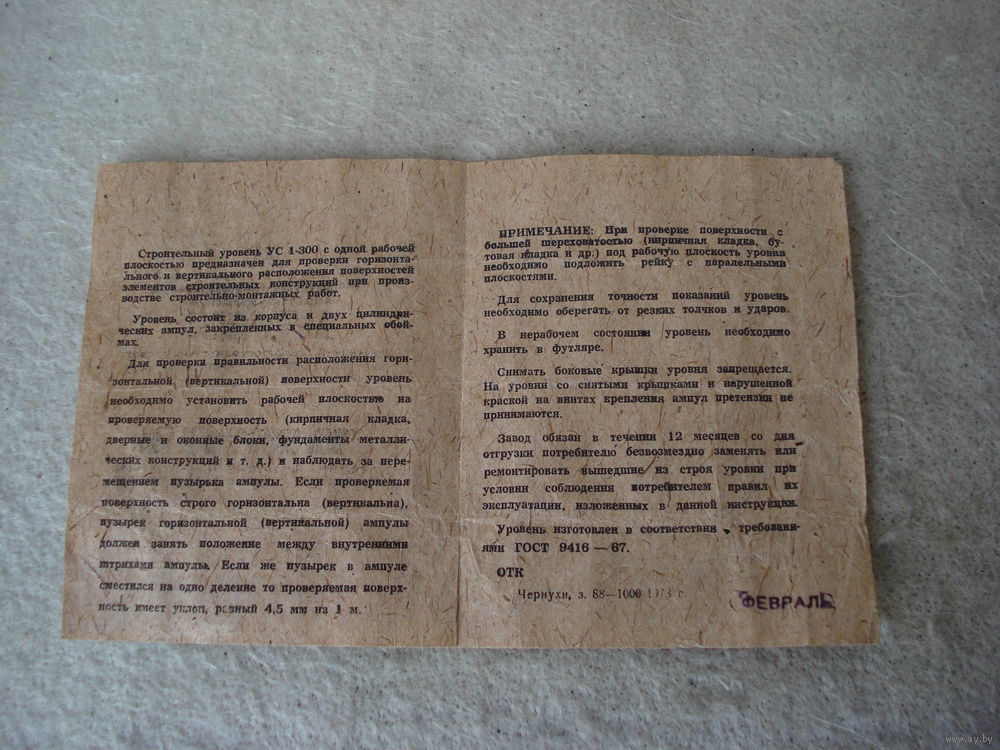 Строительный уровень УС 1-300 с одной рабочей
плоскостью предназначен для проверки горизонта-
льного и вертикального расположения поверхностей
элементов строительных конструкций при произ-
водстве строительно-монтажных работ.
Уровень состоит из корпуса и двух цилиндри-
ческих ампул, закреплённых в специальных обой-
мах.
Для проверки правильности расположения гори-
зонтальной (вертикальной) поверхности уровень
необходимо установить рабочей плоскостью на
проверяемую поверхность (кирпичная кладка,
дверные и оконные блоки, фундаменты металли-
ческих конструкций и т. д.) и наблюдать за пере-
мещением пузырька ампулы. Если проверяемая
поверхность строго горизонтальна (вертикальна),
пузырек горизонтальной (вертикальной) ампулы
должен занять положение между внутренними
штрихами ампулы. Если же пузырек в ампуле
сместился на одно деление то проверяемая поверх-
ность имеет уклон, равный 4,5 мм на 1 м.
ПРИМЕЧАНИЕ: При проверке поверхности с
большей шереховатостью (кирпичная кладка, бу-
товая кладка и др.) под рабочую плоскость уровня
необходимо подложить рейку с паралельными
плоскостями.
Для сохранения точности показаний уровень
необходимо оберегать от резких толчков и ударов.
В нерабочем состоянии уровень необходимо
хранить в футляре.
Снимать боковые крышки уровня запрещается.
На уровни со снятыми крышками и нарушенной
краской на винтах крепления ампул претензии не
принимаются.
Завод обязан в течении 12 месяцев со дня
отгрузки потребителю безвозмездно заменять или
ремонтировать вышедшие из строя уровни при
условии соблюдения потребителем правил их
эксплуатации, изложенных в данной инструкции.
Уровень изготовлен в соответствии с требовани-
ями ГОСТ 9416 — 67.
ОТК
Чернухи, з. 88—1000 1973 г.
ФЕВРАЛЬ
www.ay.by